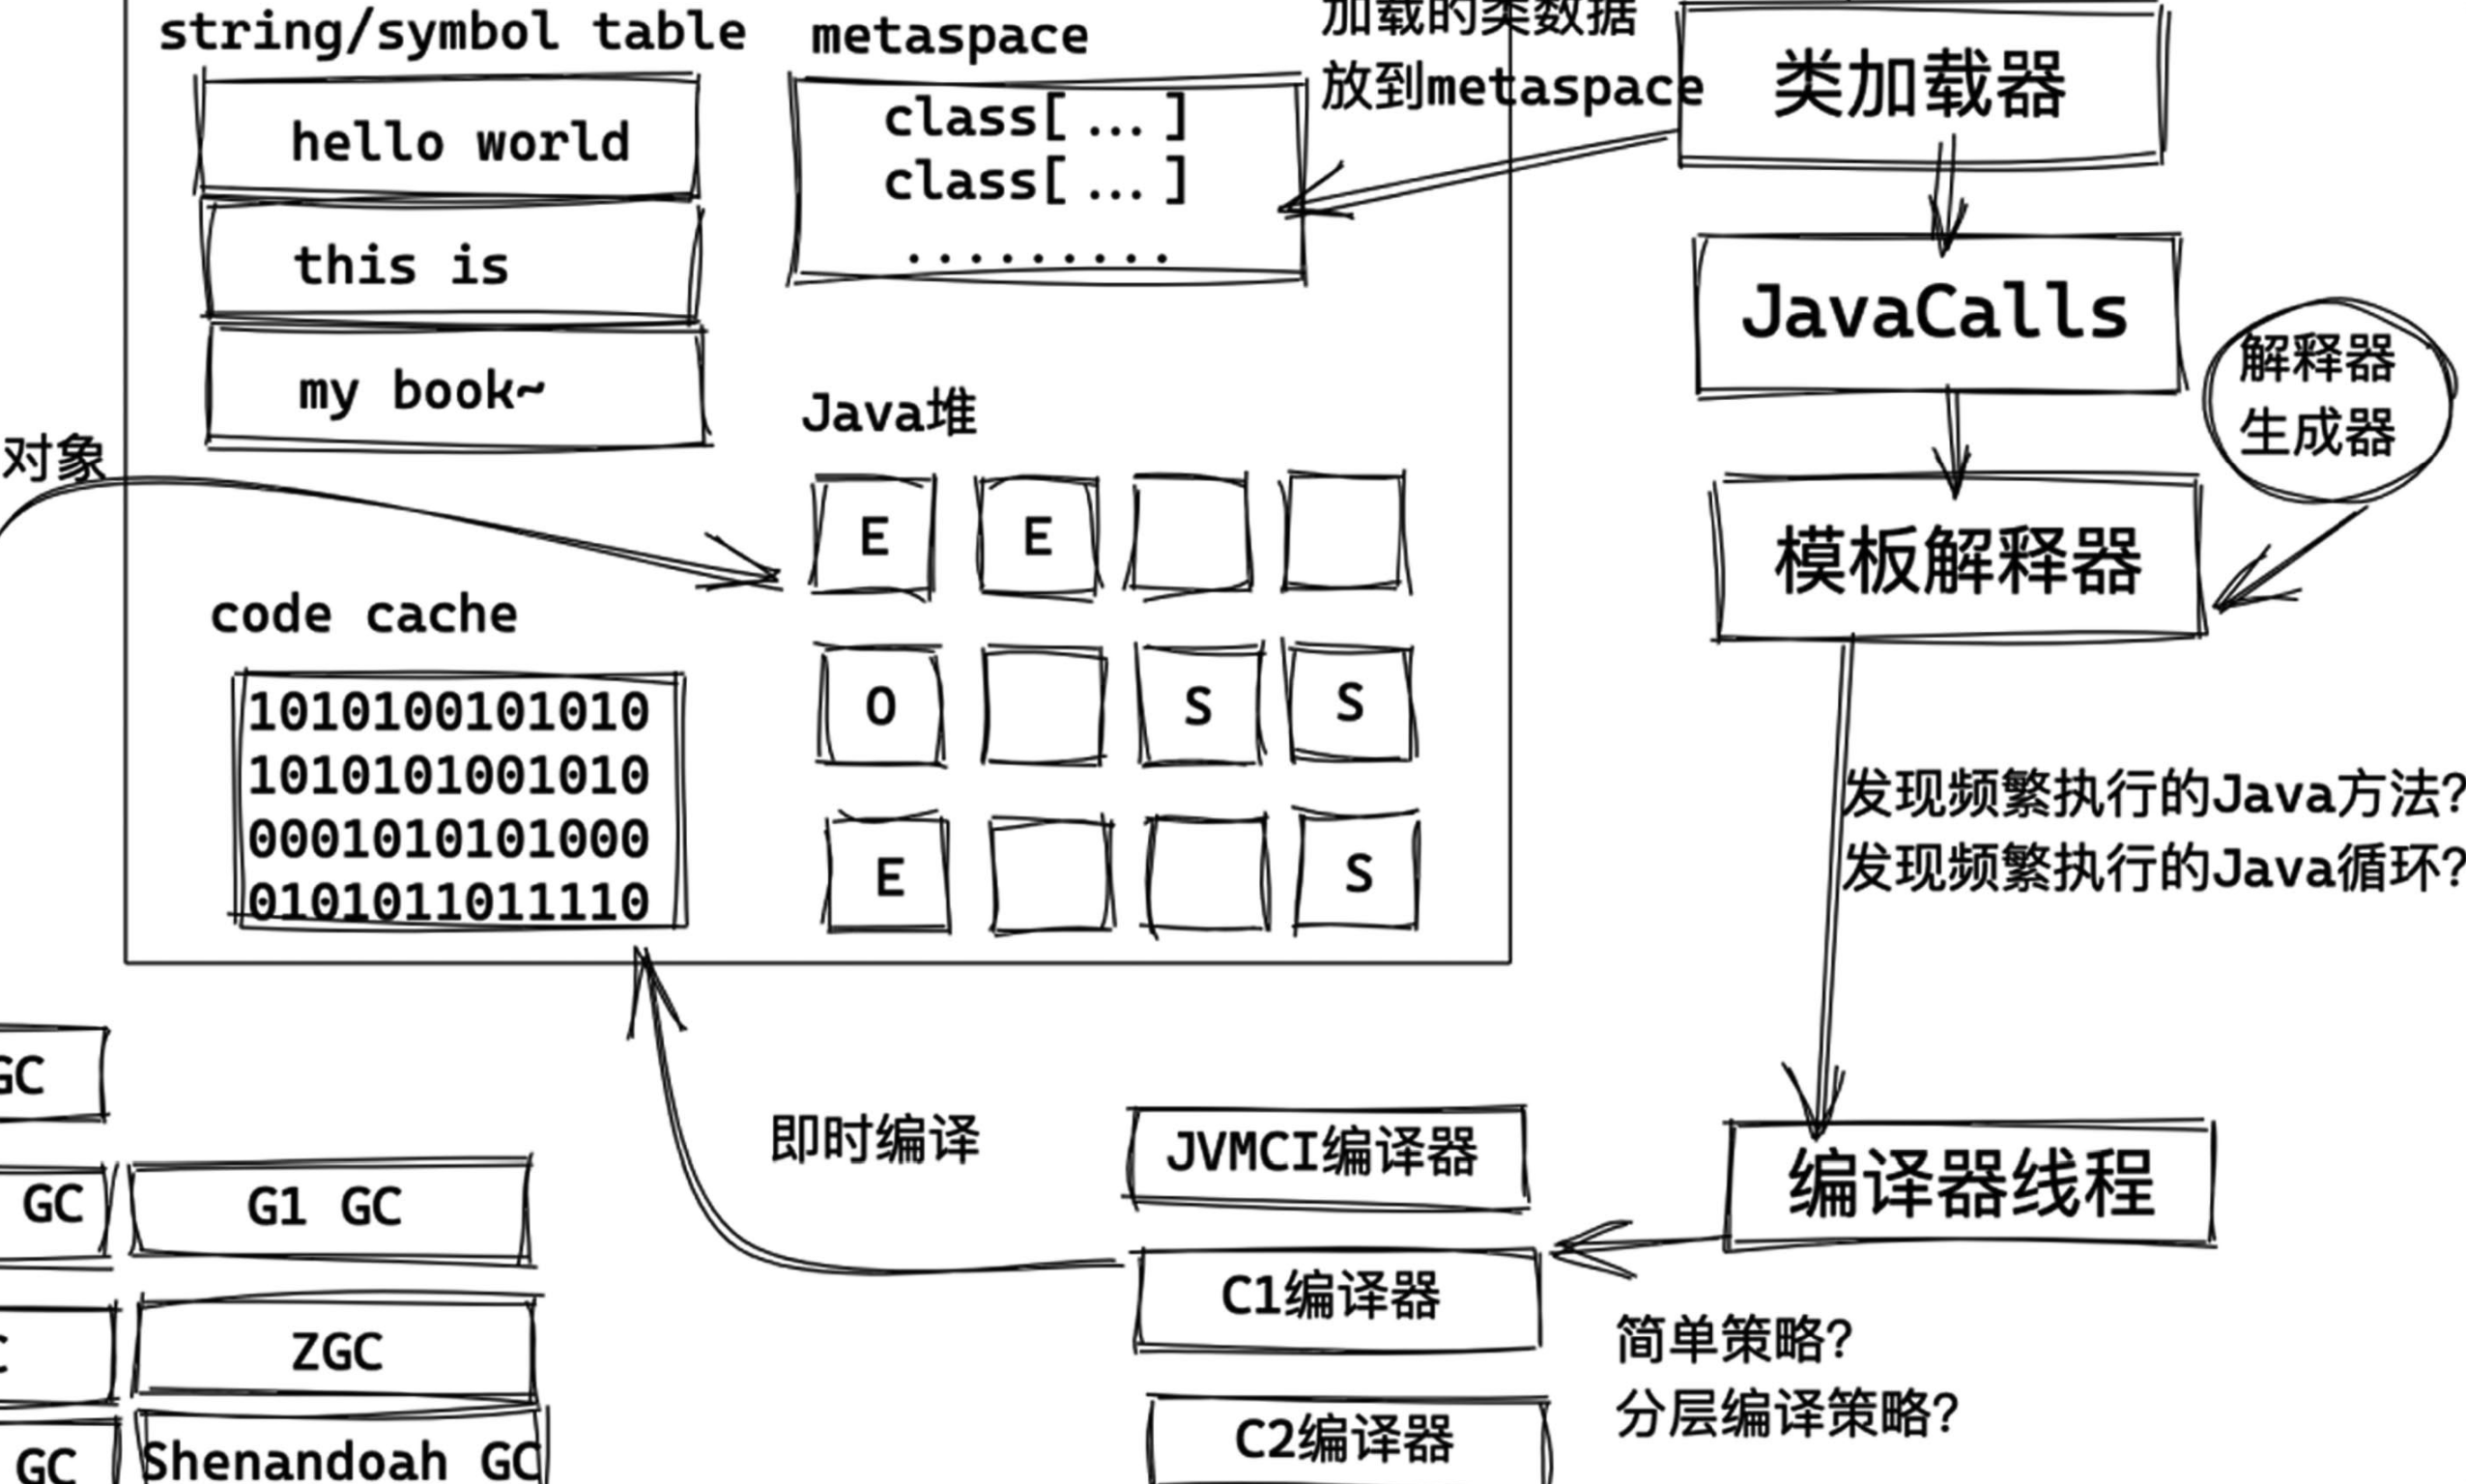 string/symbol table
hello world
this is
my book~
metaspace
class[ ... ]
class[ ... ]
.........
加载的类数据
放到metaspace
类加载器
JavaCalls
解释器
生成器
模板解释器
对象
Java堆
E E
O S S
E S
code cache
1010100101010
1010101001010
0001010101000
0101011011110
发现频繁执行的Java方法?
发现频繁执行的Java循环?
编译器线程
即时编译
JVMCI编译器
C1编译器
C2编译器
简单策略?
分层编译策略?
GC
GC
G1 GC
C
ZGC
GC
Shenandoah GC